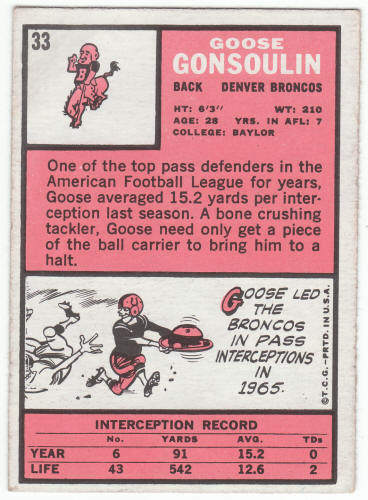 33
GOOSE
GONSOULIN
BACK DENVER BRONCOS
HT: 6'3" WT: 210
AGE: 28 YRS. IN AFL: 7
COLLEGE: BAYLOR
One of the top pass defenders in the
American Football League for years,
Goose averaged 15.2 yards per inter-
ception last season. A bone crushing
tackler, Goose need only get a piece
of the ball carrier to bring him to a
halt.
GOOSE LED
THE
BRONCOS
IN PASS
INTERCEPTIONS
IN
1965.
©T.C.G.-PRTD. IN U.S.A.
INTERCEPTION RECORD
No. YARDS AVG. TDs
YEAR 6 91 15.2 0
LIFE 43 542 12.6 2